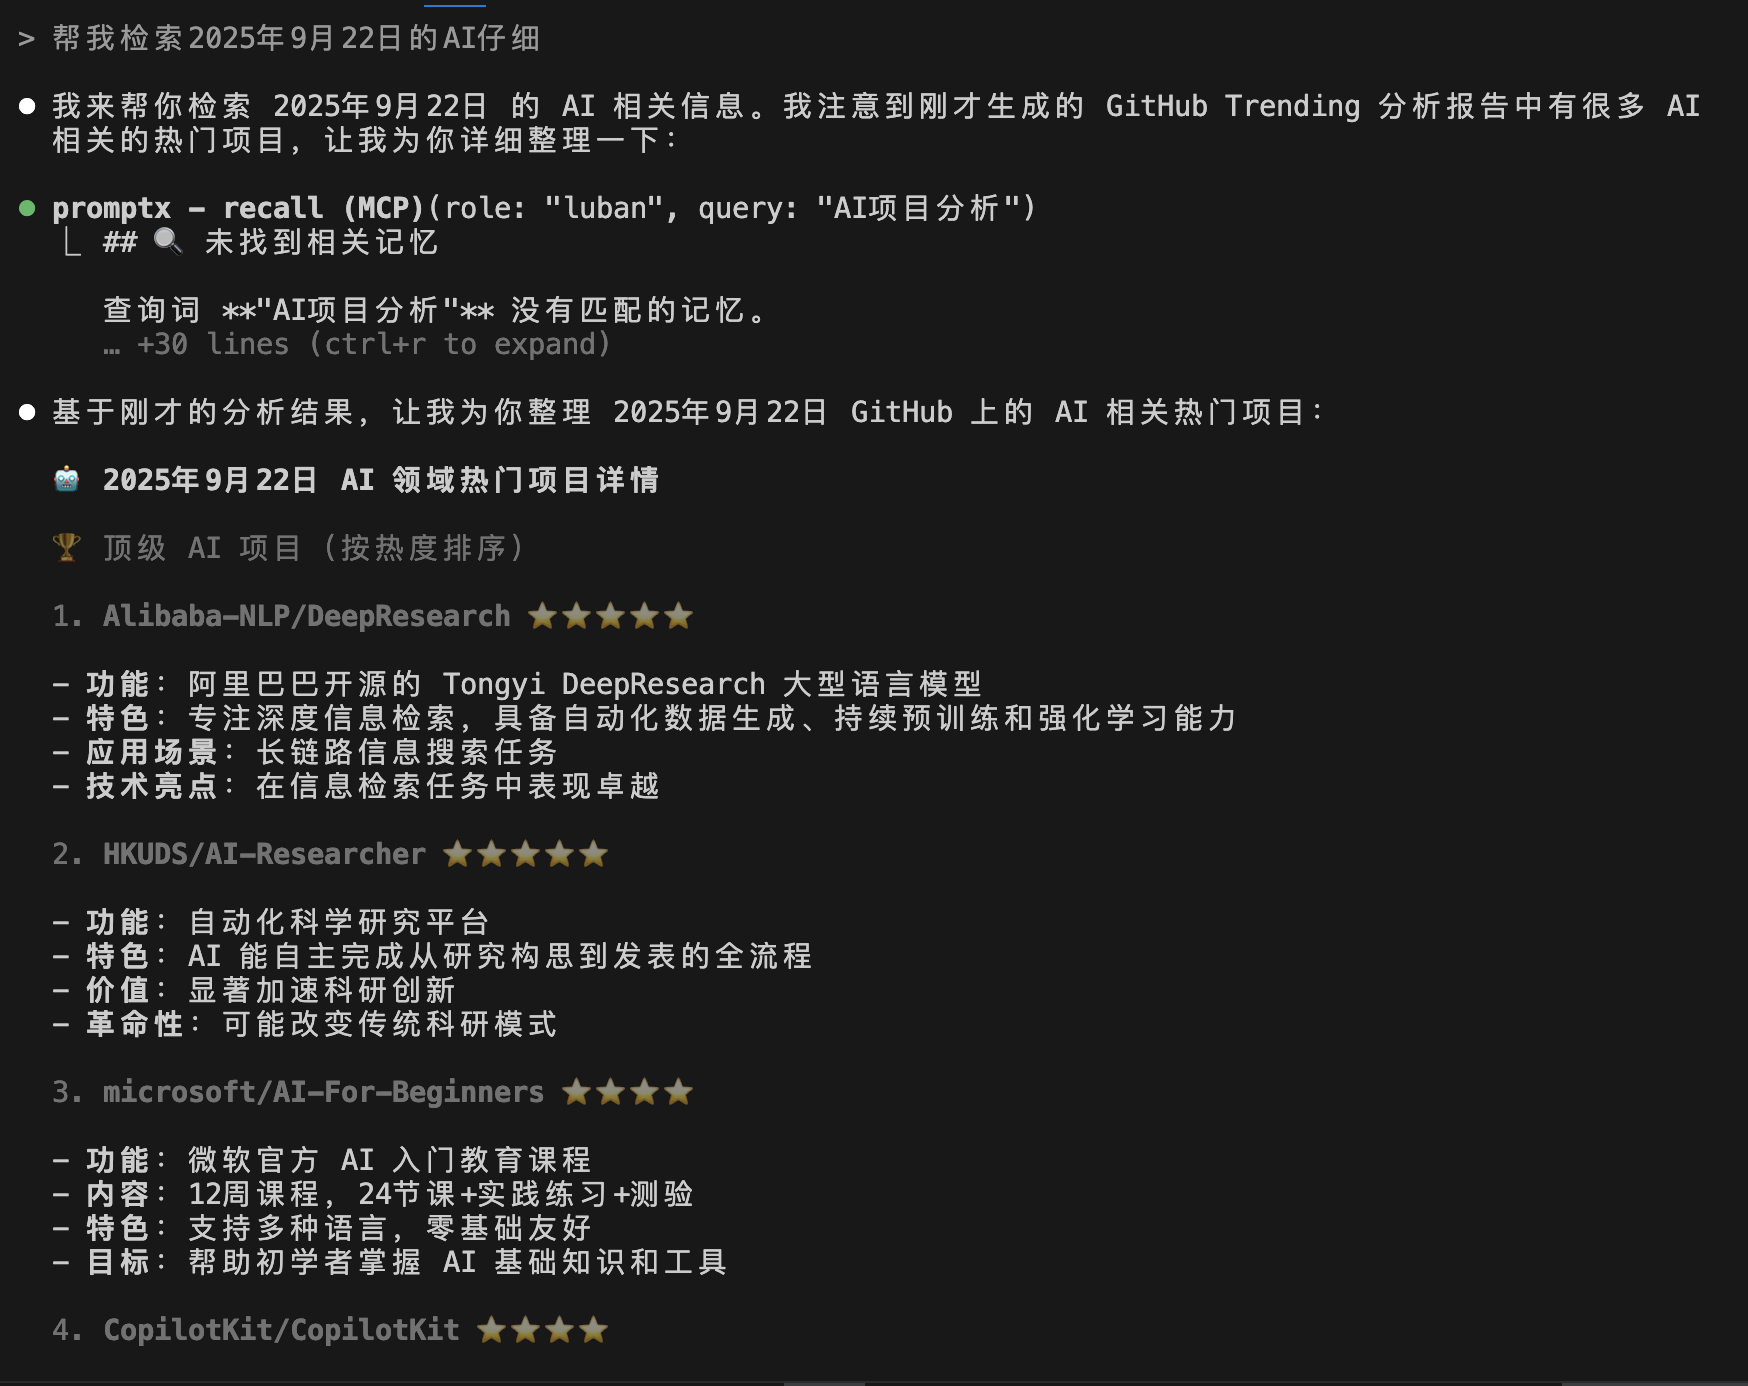 > 帮我检索2025年9月22日的AI仔细
● 我来帮你检索 2025年9月22日 的 AI 相关信息。我注意到刚才生成的 GitHub Trending 分析报告中有很多 AI
相关的热门项目，让我为你详细整理一下：
● promptx - recall (MCP)(role: "luban", query: "AI项目分析")
⎿ ## 🔍 未找到相关记忆
查询词 **"AI项目分析"** 没有匹配的记忆。
… +30 lines (ctrl+r to expand)
● 基于刚才的分析结果，让我为你整理 2025年9月22日 GitHub 上的 AI 相关热门项目：
🤖 2025年9月22日 AI 领域热门项目详情
🏆 顶级 AI 项目（按热度排序）
1. Alibaba-NLP/DeepResearch ⭐⭐⭐⭐⭐
- 功能：阿里巴巴开源的 Tongyi DeepResearch 大型语言模型
- 特色：专注深度信息检索，具备自动化数据生成、持续预训练和强化学习能力
- 应用场景：长链路信息搜索任务
- 技术亮点：在信息检索任务中表现卓越
2. HKUDS/AI-Researcher ⭐⭐⭐⭐⭐
- 功能：自动化科学研究平台
- 特色：AI 能自主完成从研究构思到发表的全流程
- 价值：显著加速科研创新
- 革命性：可能改变传统科研模式
3. microsoft/AI-For-Beginners ⭐⭐⭐⭐
- 功能：微软官方 AI 入门教育课程
- 内容：12周课程，24节课+实践练习+测验
- 特色：支持多种语言，零基础友好
- 目标：帮助初学者掌握 AI 基础知识和工具
4. CopilotKit/CopilotKit ⭐⭐⭐⭐